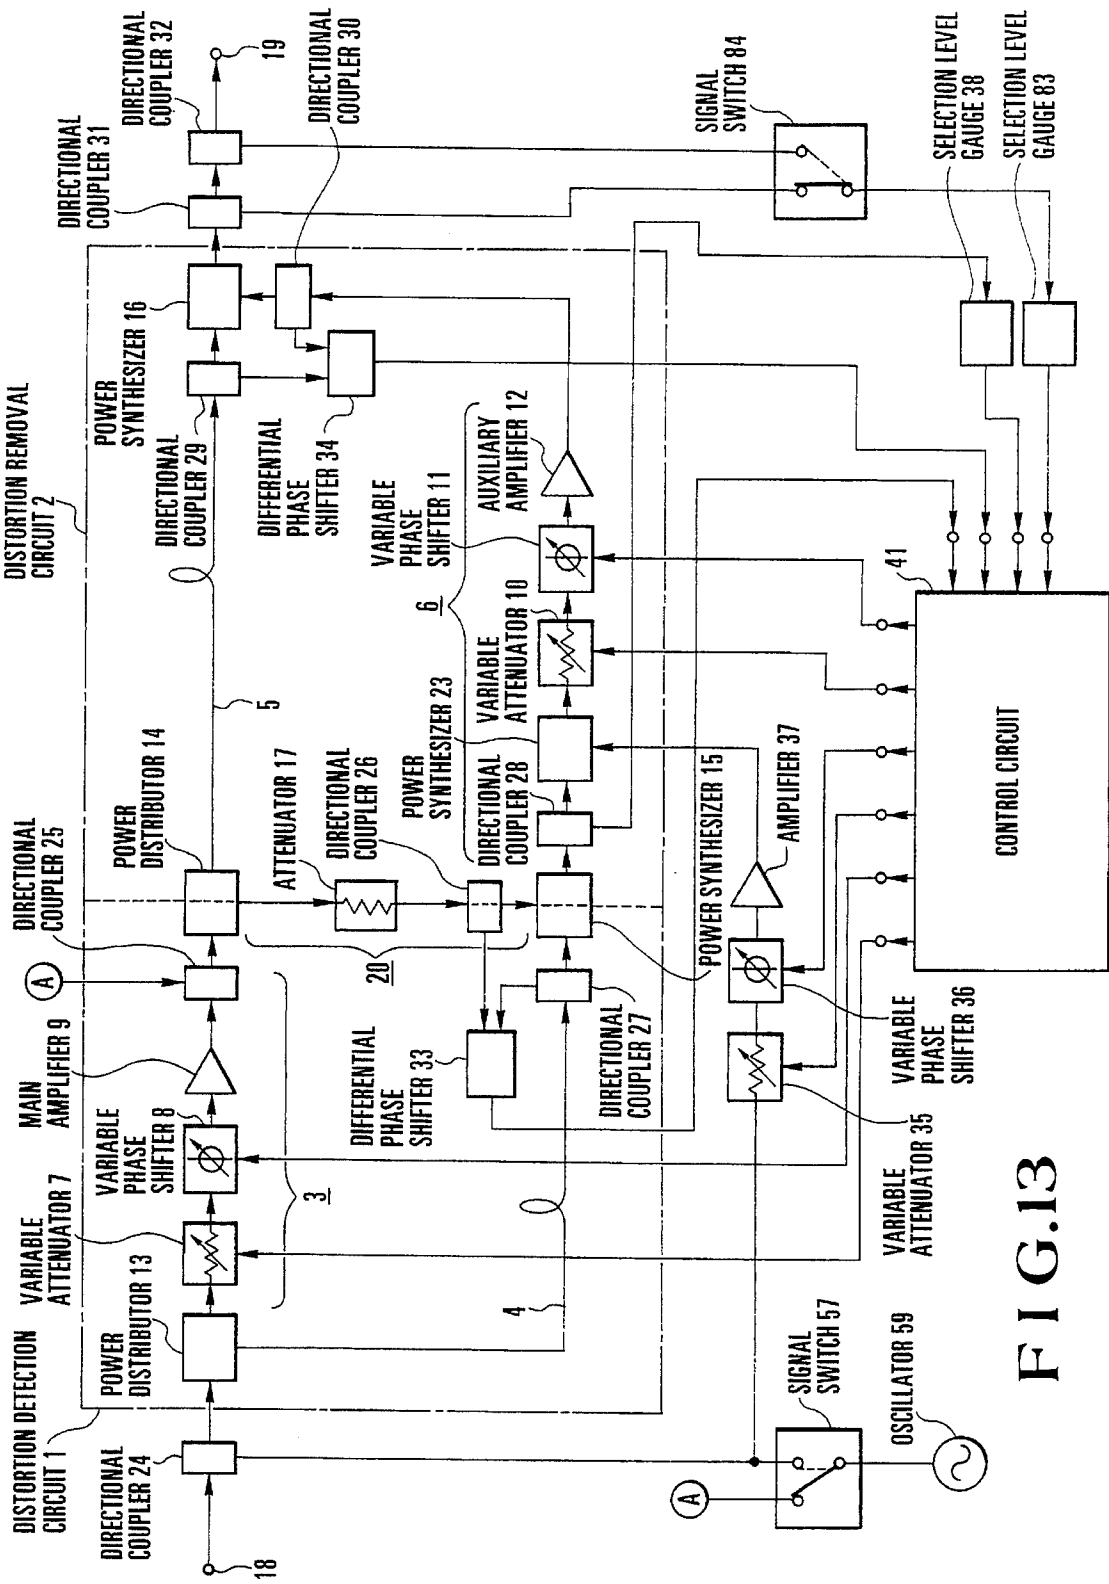 DISTORTION DETECTION
CIRCUIT 1
DISTORTION REMOVAL
CIRCUIT 2
DIRECTIONAL
COUPLER 24
18
POWER
DISTRIBUTOR 13
VARIABLE
ATTENUATOR 7
VARIABLE
PHASE
SHIFTER 8
MAIN
AMPLIFIER 9
A
DIRECTIONAL
COUPLER 25
POWER
DISTRIBUTOR 14
5
DIRECTIONAL
COUPLER 29
POWER
SYNTHESIZER 16
DIRECTIONAL
COUPLER 31
DIRECTIONAL
COUPLER 32
19
DIRECTIONAL
COUPLER 30
DIFFERENTIAL
PHASE
SHIFTER 34
3
20
ATTENUATOR 17
DIRECTIONAL
COUPLER 26
DIFFERENTIAL
PHASE
SHIFTER 33
4
DIRECTIONAL
COUPLER 27
POWER SYNTHESIZER 15
DIRECTIONAL
COUPLER 28
POWER
SYNTHESIZER 23
6
VARIABLE
ATTENUATOR 10
VARIABLE
PHASE
SHIFTER 11
AUXILIARY
AMPLIFIER 12
SIGNAL
SWITCH 84
SELECTION LEVEL
GAUGE 38
SELECTION LEVEL
GAUGE 83
A
SIGNAL
SWITCH 57
OSCILLATOR 59
VARIABLE
ATTENUATOR 35
VARIABLE
PHASE
SHIFTER 36
AMPLIFIER 37
41
CONTROL CIRCUIT
FIG.13